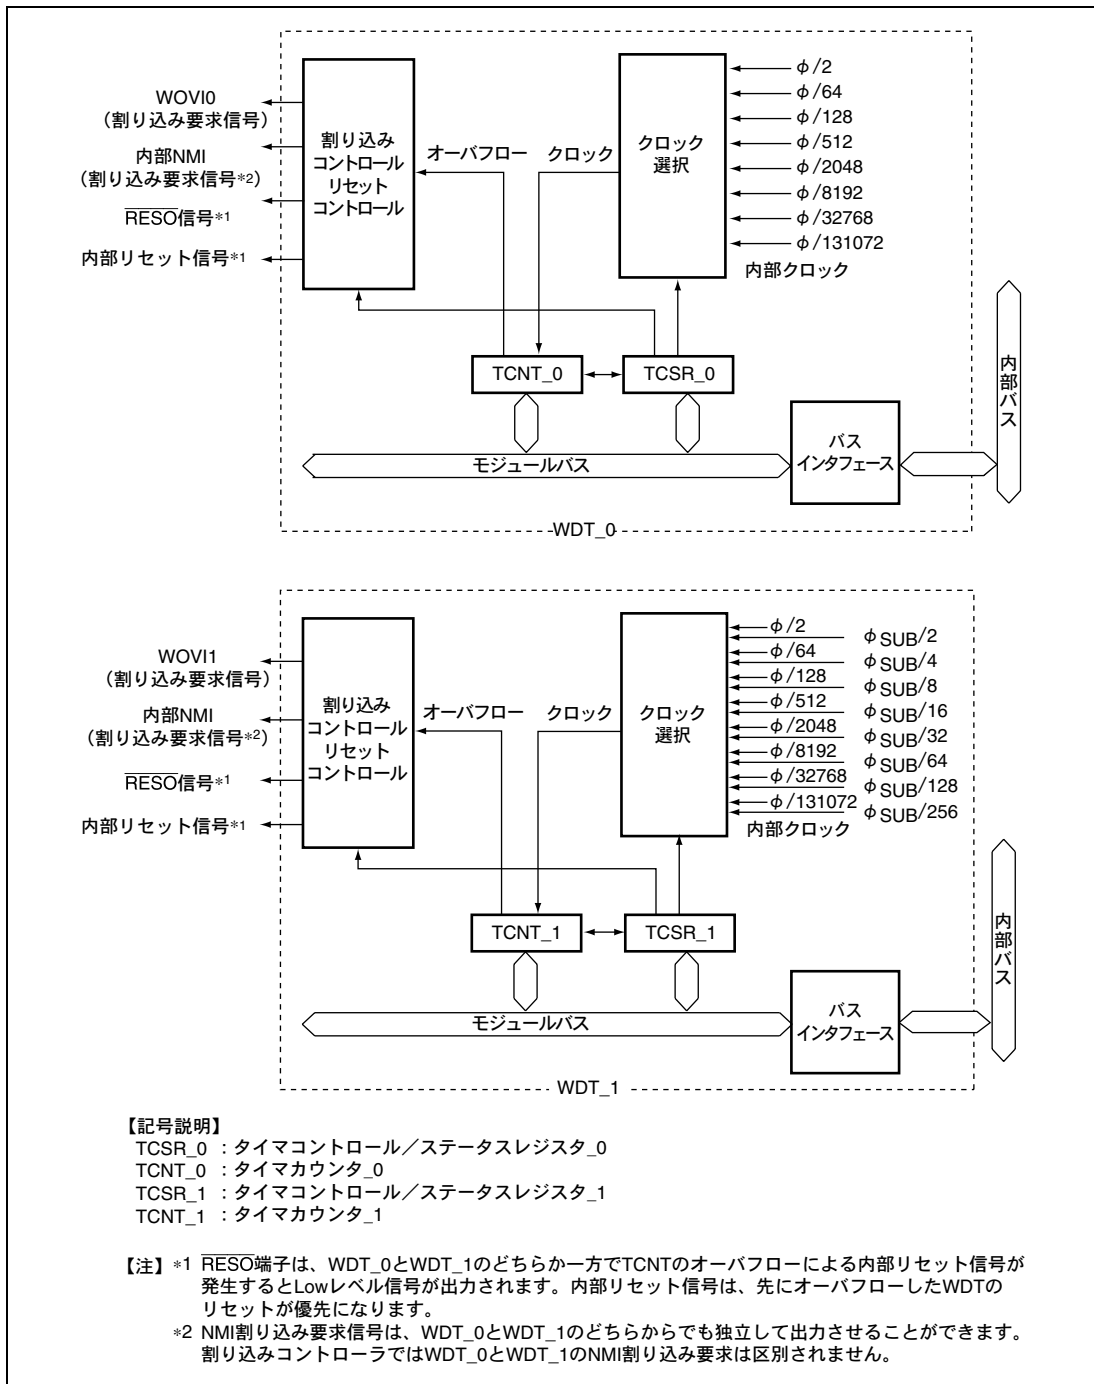 WOVI0
（割り込み要求信号）
内部NMI
（割り込み要求信号*2）
RESO信号*1
内部リセット信号*1
割り込み
コントロール
リセット
コントロール
オーバフロー
クロック
クロック
選択
φ/2
φ/64
φ/128
φ/512
φ/2048
φ/8192
φ/32768
φ/131072
内部クロック
TCNT_0
TCSR_0
モジュールバス
バス
インタフェース
内部バス
WDT_0
WOVI1
（割り込み要求信号）
内部NMI
（割り込み要求信号*2）
RESO信号*1
内部リセット信号*1
割り込み
コントロール
リセット
コントロール
オーバフロー
クロック
クロック
選択
φ/2
φSUB/2
φ/64
φSUB/4
φ/128
φSUB/8
φ/512
φSUB/16
φ/2048
φSUB/32
φ/8192
φSUB/64
φ/32768
φSUB/128
φ/131072
φSUB/256
内部クロック
TCNT_1
TCSR_1
モジュールバス
バス
インタフェース
内部バス
WDT_1
【記号説明】
TCSR_0 ：タイマコントロール／ステータスレジスタ_0
TCNT_0 ：タイマカウンタ_0
TCSR_1 ：タイマコントロール／ステータスレジスタ_1
TCNT_1 ：タイマカウンタ_1
【注】 *1 RESO端子は、WDT_0とWDT_1のどちらか一方でTCNTのオーバフローによる内部リセット信号が
発生するとLowレベル信号が出力されます。内部リセット信号は、先にオーバフローしたWDTの
リセットが優先になります。
*2 NMI割り込み要求信号は、WDT_0とWDT_1のどちらからでも独立して出力させることができます。
割り込みコントローラではWDT_0とWDT_1のNMI割り込み要求は区別されません。